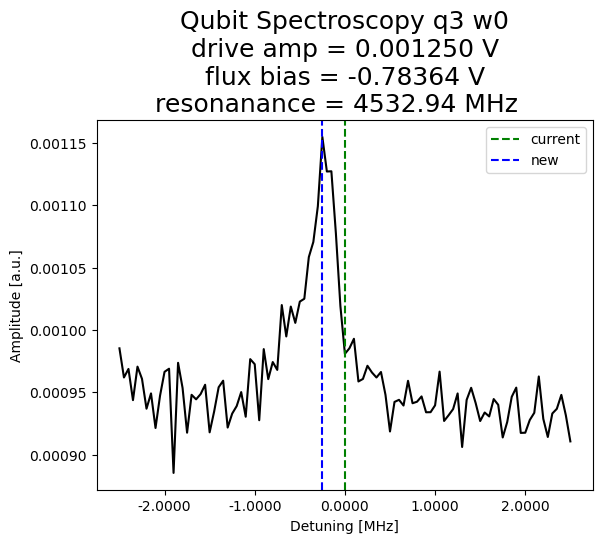 Qubit Spectroscopy q3 w0
drive amp = 0.001250 V
flux bias = -0.78364 V
resonanance = 4532.94 MHz
current
new
0.00115
0.00110
0.00105
0.00100
0.00095
0.00090
Amplitude [a.u.]
-2.0000 -1.0000 0.0000 1.0000 2.0000
Detuning [MHz]